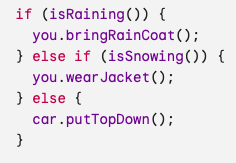 if (isRaining()) {
  you.bringRainCoat();
} else if (isSnowing()) {
  you.wearJacket();
} else {
  car.putTopDown();
}